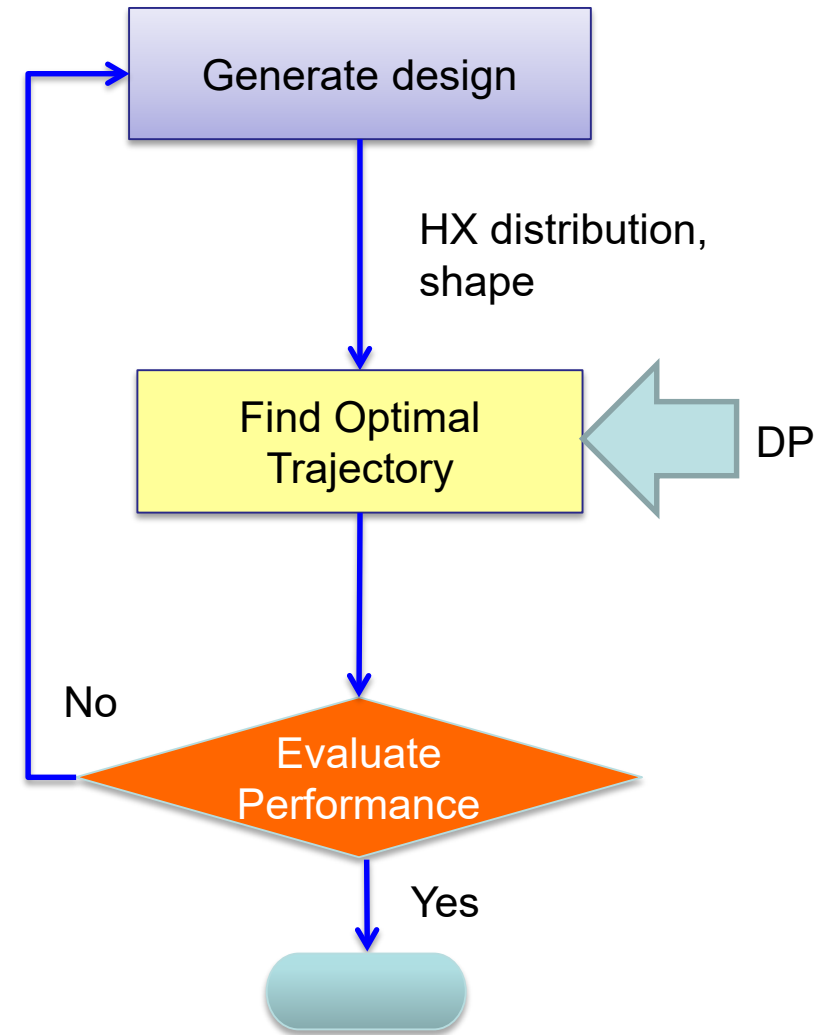 Generate design
HX distribution,
shape
Find Optimal
Trajectory
DP
No
Evaluate
Performance
Yes